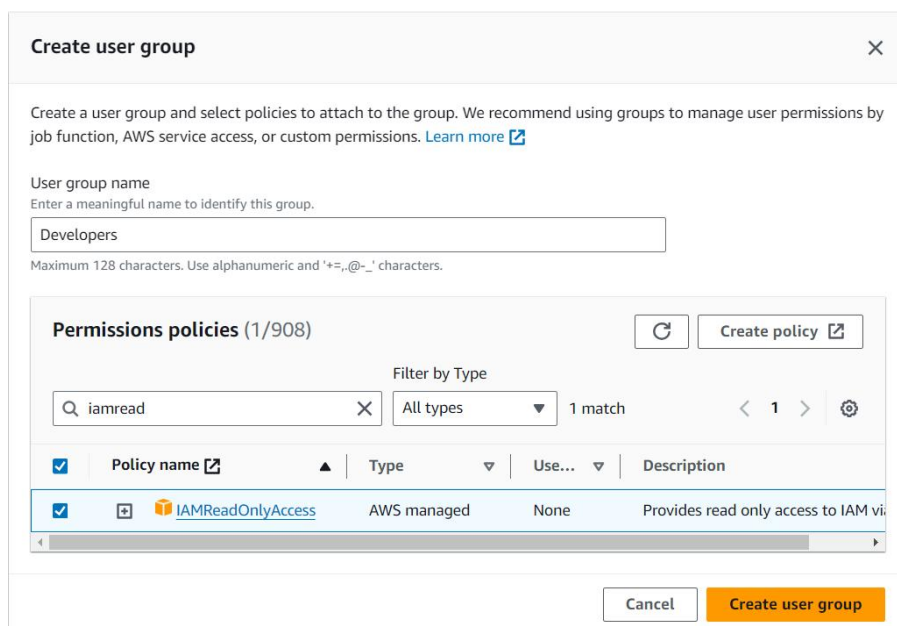 Create user group
Create a user group and select policies to attach to the group. We recommend using groups to manage user permissions by
job function, AWS service access, or custom permissions. Learn more
User group name
Enter a meaningful name to identify this group.
Developers
Maximum 128 characters. Use alphanumeric and '+=,.@-_' characters.
Permissions policies (1/908)
Create policy
Filter by Type
iamread
All types
1 match
1
Policy name
Type
Use...
Description
IAMReadOnlyAccess
AWS managed
None
Provides read only access to IAM vi
Cancel
Create user group